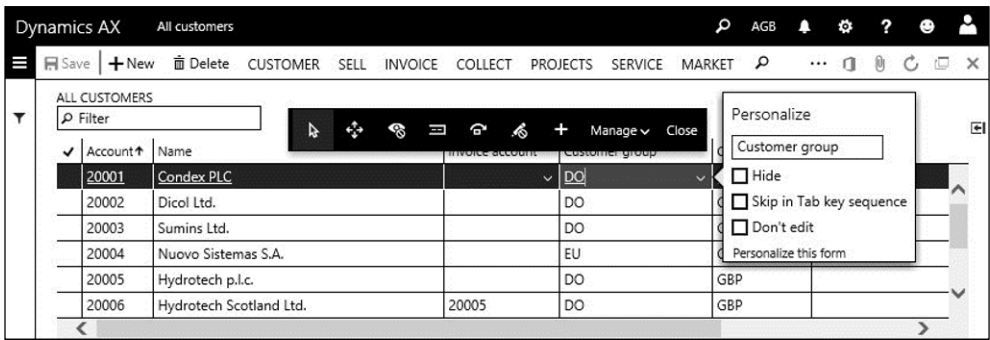 Dynamics AX All customers AGB ?
Save New Delete CUSTOMER SELL INVOICE COLLECT PROJECTS SERVICE MARKET ...
ALL CUSTOMERS
Filter
Manage Close
Personalize
Customer group
Hide
Skip in Tab key sequence
Don't edit
Personalize this form
Account Name Invoice account Customer group
20001 Condex PLC DO
20002 Dicol Ltd. DO
20003 Sumins Ltd. DO
20004 Nuovo Sistemas S.A. EU
20005 Hydrotech p.l.c. DO GBP
20006 Hydrotech Scotland Ltd. 20005 DO GBP